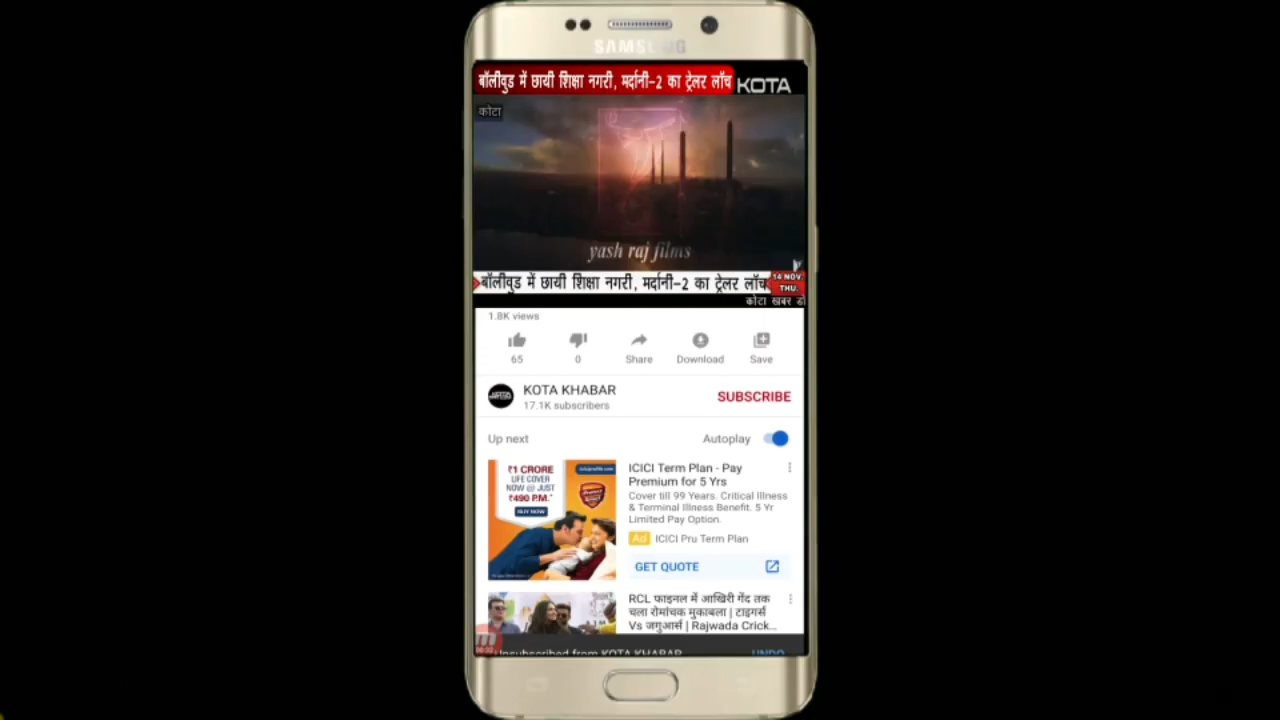 SAMSUNG
बॉलीवुड में छायी शिक्षा नगरी, मर्दानी-2 का ट्रेलर लॉच
KOTA
कोटा
yash raj films
बॉलीवुड में छायी शिक्षा नगरी, मर्दानी-2 का ट्रेलर लॉच
14 NOV.
THU.
कोटा खबर डॉ
1.8K views
65
0
Share
Download
Save
KOTA KHABAR
17.1K subscribers
SUBSCRIBE
Up next
Autoplay
₹1 CRORE
LIFE COVER
NOW @ JUST
₹490 P.M.*
BUY NOW
ICICI Term Plan - Pay
Premium for 5 Yrs
Cover till 99 Years. Critical Illness
& Terminal Illness Benefit. 5 Yr
Limited Pay Option.
Ad ICICI Pru Term Plan
GET QUOTE
RCL फाइनल में आखिरी गेंद तक
चला रोमांचक मुकाबला | टाइगर्स
Vs जगुआर्स | Rajwada Crick...
Unsubscribed from KOTA KHABAR
UNDO